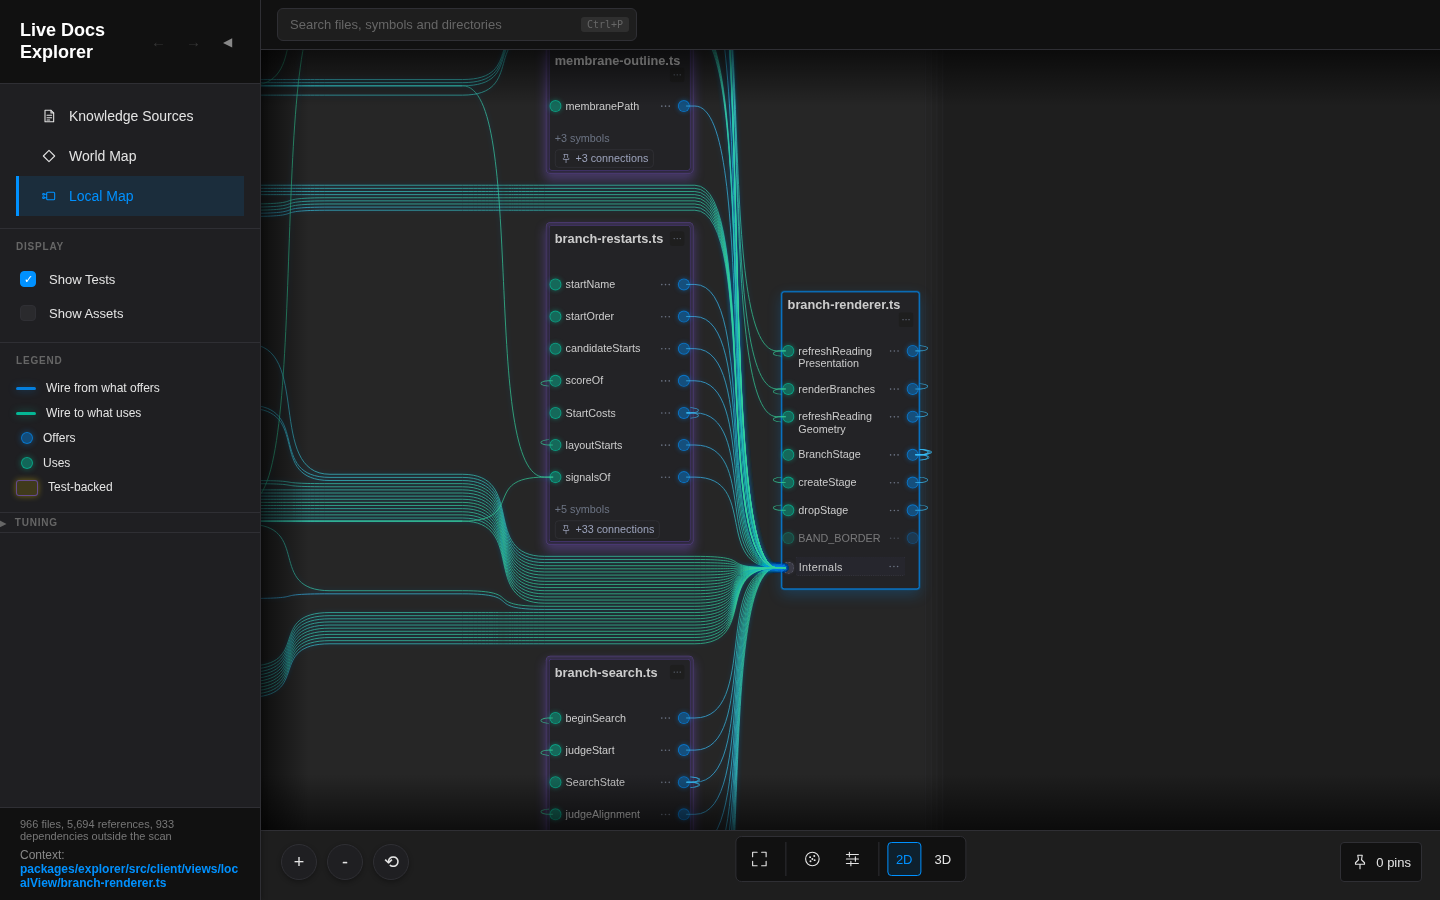 Live Docs
Explorer
Search files, symbols and directories
Ctrl+P
Knowledge Sources
World Map
Local Map
DISPLAY
Show Tests
Show Assets
LEGEND
Wire from what offers
Wire to what uses
Offers
Uses
Test-backed
TUNING
966 files, 5,694 references, 933
dependencies outside the scan
Context:
packages/explorer/src/client/views/loc
alView/branch-renderer.ts
membrane-outline.ts
membranePath
+3 symbols
+3 connections
branch-restarts.ts
startName
startOrder
candidateStarts
scoreOf
StartCosts
layoutStarts
signalsOf
+5 symbols
+33 connections
branch-search.ts
beginSearch
judgeStart
SearchState
judgeAlignment
branch-renderer.ts
refreshReading
Presentation
renderBranches
refreshReading
Geometry
BranchStage
createStage
dropStage
BAND_BORDER
Internals
+
-
2D
3D
0 pins